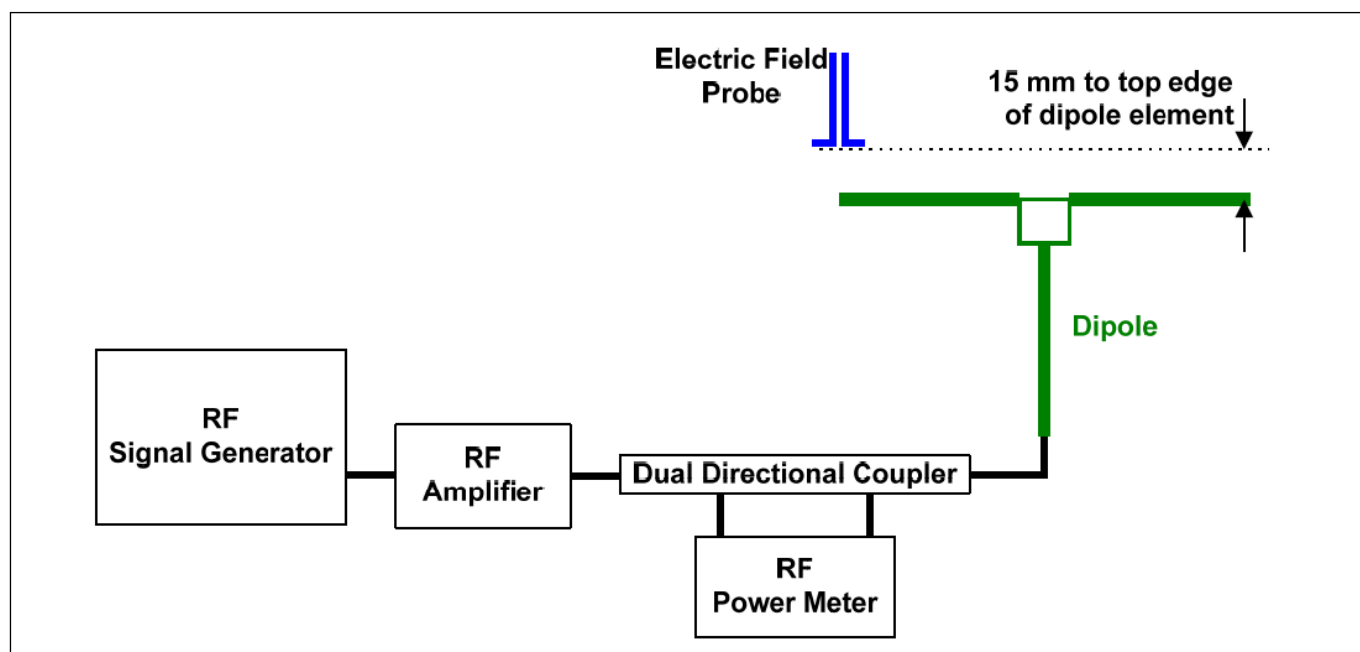 Electric Field
Probe
15 mm to top edge
of dipole element
Dipole
RF
Signal Generator
RF
Amplifier
Dual Directional Coupler
RF
Power Meter